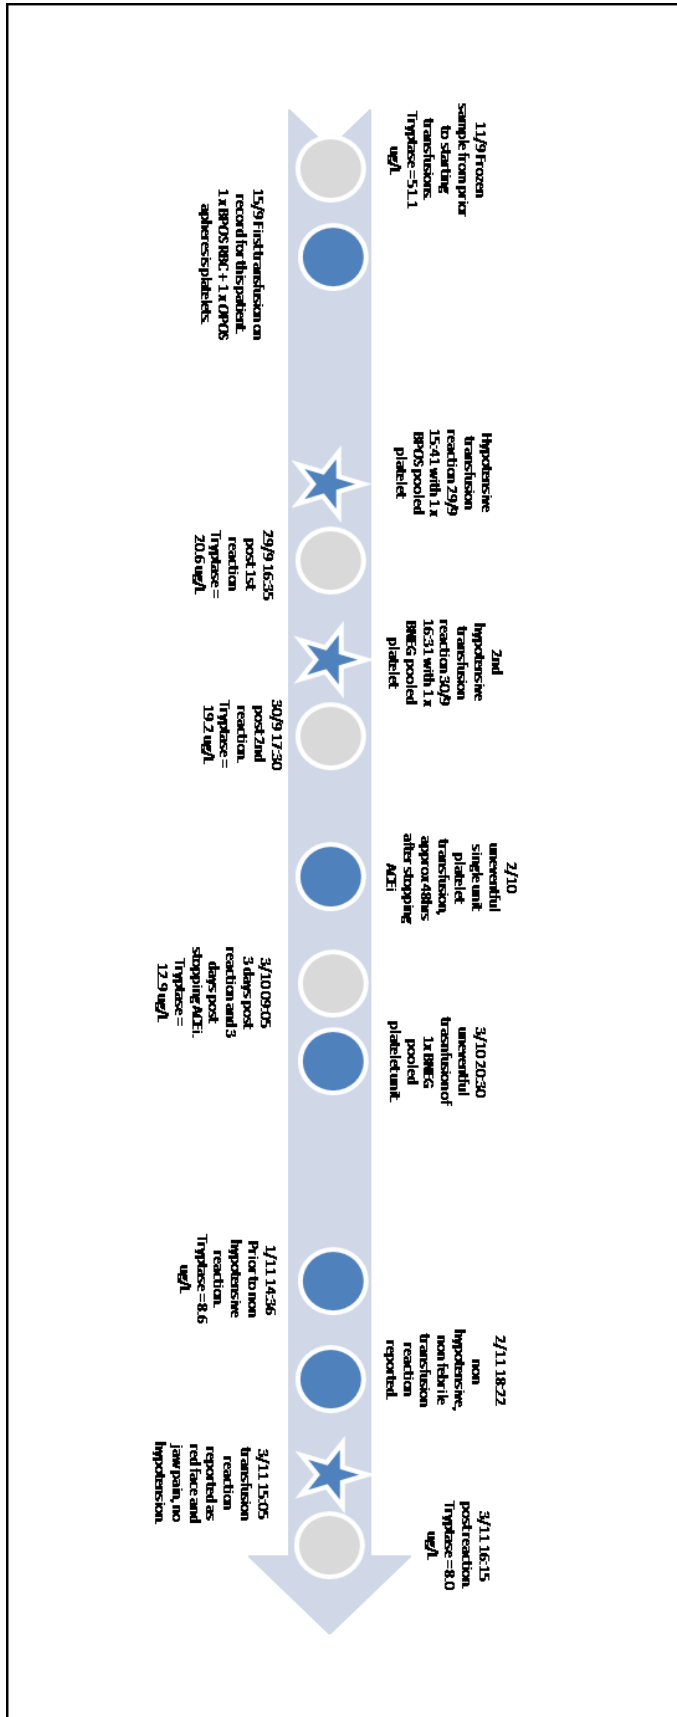 11/9 Frozen
sample from prior
to starting
transfusions.
Tryptase =51.1
ug/L
15/9 First transfusion on
record for this patient.
1 x BPOS RBC + 1 x OPOS
apheresis platelets.
Hypotensive
transfusion
reaction 29/9
15:41 with 1 x
BPOS pooled
platelet
29/9 16:35
post 1st
reaction
Tryptase =
20.6 ug/L
2nd
hypotensive
transfusion
reaction 30/9
16:31 with 1 x
BNEG pooled
platelet
30/9 17:30
post 2nd
reaction.
Tryptase =
19.2 ug/L
2/10
uneventful
single unit
platelet
transfusion,
approx 48hrs
after stopping
ACEi
3/10 09:05
3 days post
reaction and 3
days post
stopping ACEi.
Tryptase =
12.9 ug/L
3/10 20:30
uneventful
trasnfusion of
1x BNEG
pooled
platelet unit.
1/11 14:36
Prior to non
hypotensive
reaction.
Tryptase =8.6
ug/L
2/11 18:22
non
hypotensive,
non febrile
transfusion
reaction
reported.
3/11 15:05
transfusion
reaction
reported as
red face and
jaw pain, no
hypotension.
3/11 16:15
post reaction.
Tryptase =8.0
ug/L